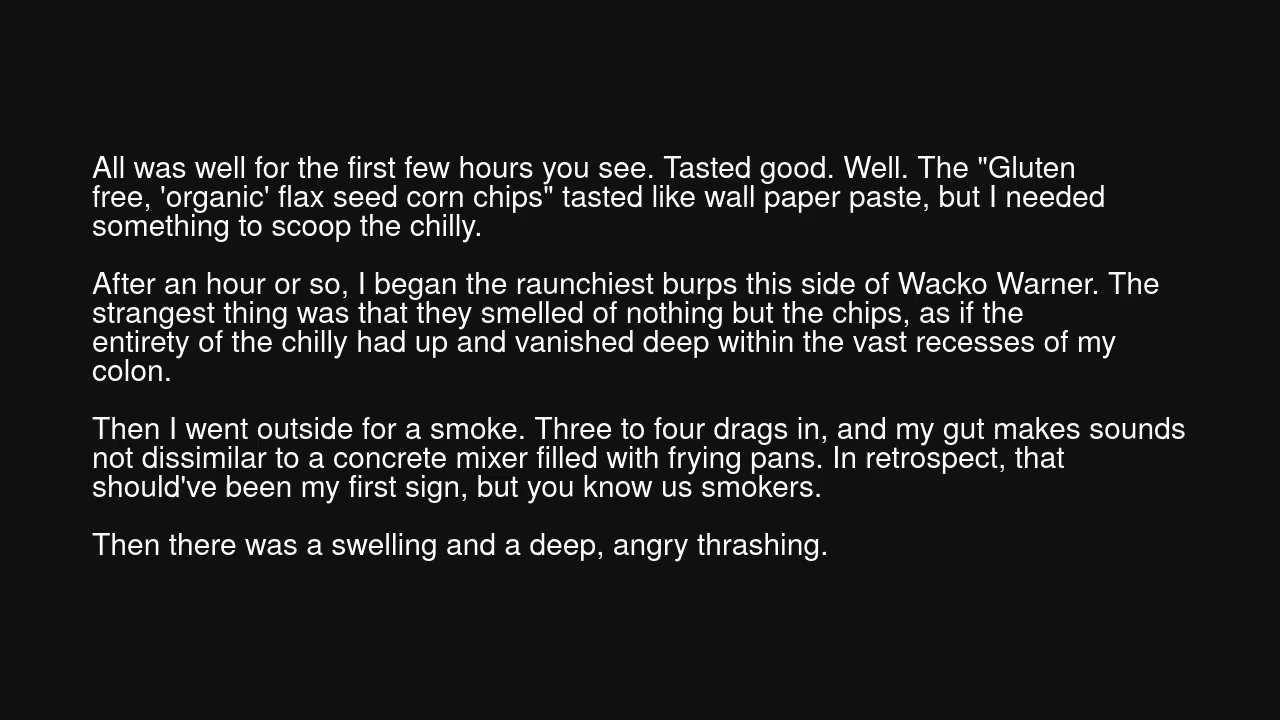 All was well for the first few hours you see. Tasted good. Well. The "Gluten
free, 'organic' flax seed corn chips" tasted like wall paper paste, but I needed
something to scoop the chilly.
After an hour or so, I began the raunchiest burps this side of Wacko Warner. The
strangest thing was that they smelled of nothing but the chips, as if the
entirety of the chilly had up and vanished deep within the vast recesses of my
colon.
Then I went outside for a smoke. Three to four drags in, and my gut makes sounds
not dissimilar to a concrete mixer filled with frying pans. In retrospect, that
should've been my first sign, but you know us smokers.
Then there was a swelling and a deep, angry thrashing.